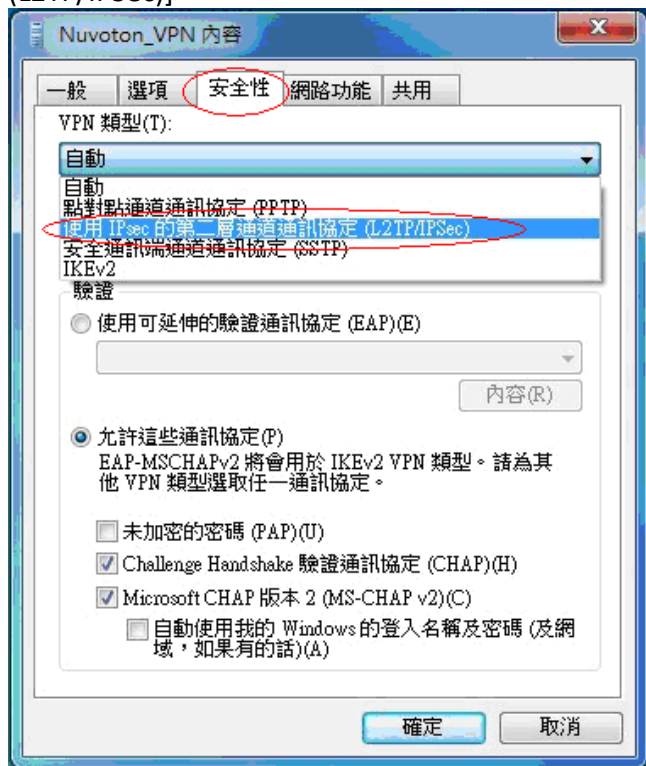 (L2TP/IPSec)]
Nuvoton_VPN 內容
一般 選項 安全性 網路功能 共用
VPN 類型(T):
自動
自動
點對點通道通訊協定 (PPTP)
使用 IPsec 的第二層通道通訊協定 (L2TP/IPSec)
安全通訊端通道通訊協定 (SSTP)
IKEv2
驗證
使用可延伸的驗證通訊協定 (EAP)(E)
內容(R)
允許這些通訊協定(P)
EAP-MSCHAPv2 將會用於 IKEv2 VPN 類型。請為其
他 VPN 類型選取任一通訊協定。
未加密的密碼 (PAP)(U)
Challenge Handshake 驗證通訊協定 (CHAP)(H)
Microsoft CHAP 版本 2 (MS-CHAP v2)(C)
自動使用我的 Windows 的登入名稱及密碼 (及網
域，如果有的話)(A)
確定 取消